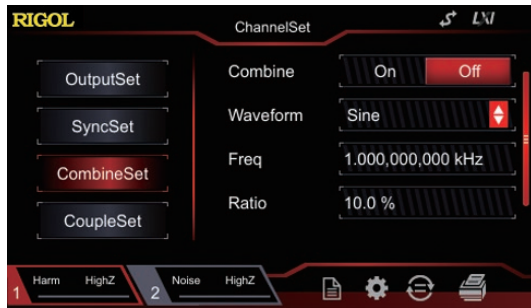 RIGOL
ChannelSet
LXI
OutputSet
SyncSet
CombineSet
CoupleSet
Combine On Off
Waveform Sine
Freq 1.000,000,000 kHz
Ratio 10.0 %
1 Harm HighZ
2 Noise HighZ